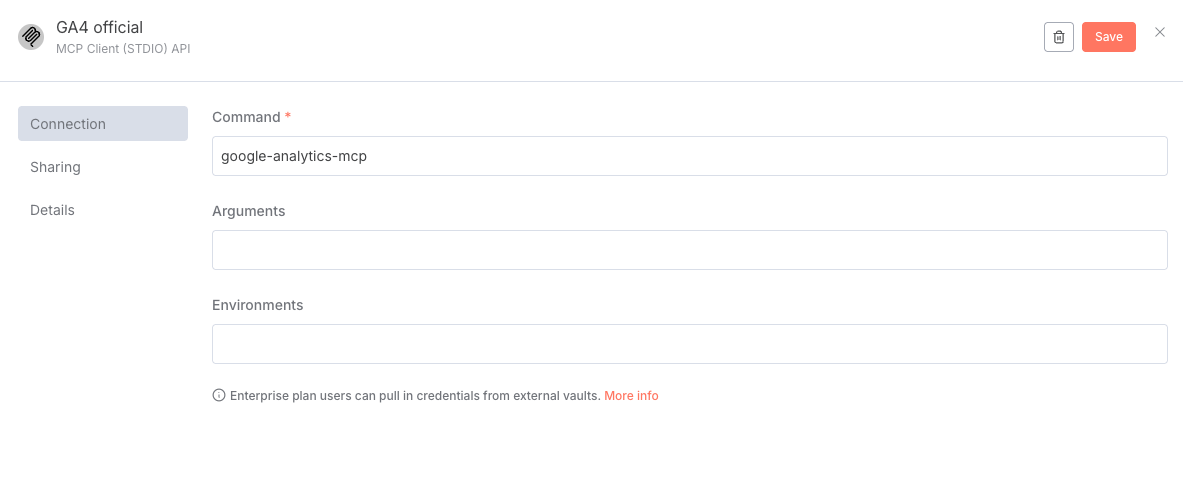 GA4 official
MCP Client (STDIO) API
Save
Connection
Sharing
Details
Command *
google-analytics-mcp
Arguments
Environments
Enterprise plan users can pull in credentials from external vaults. More info